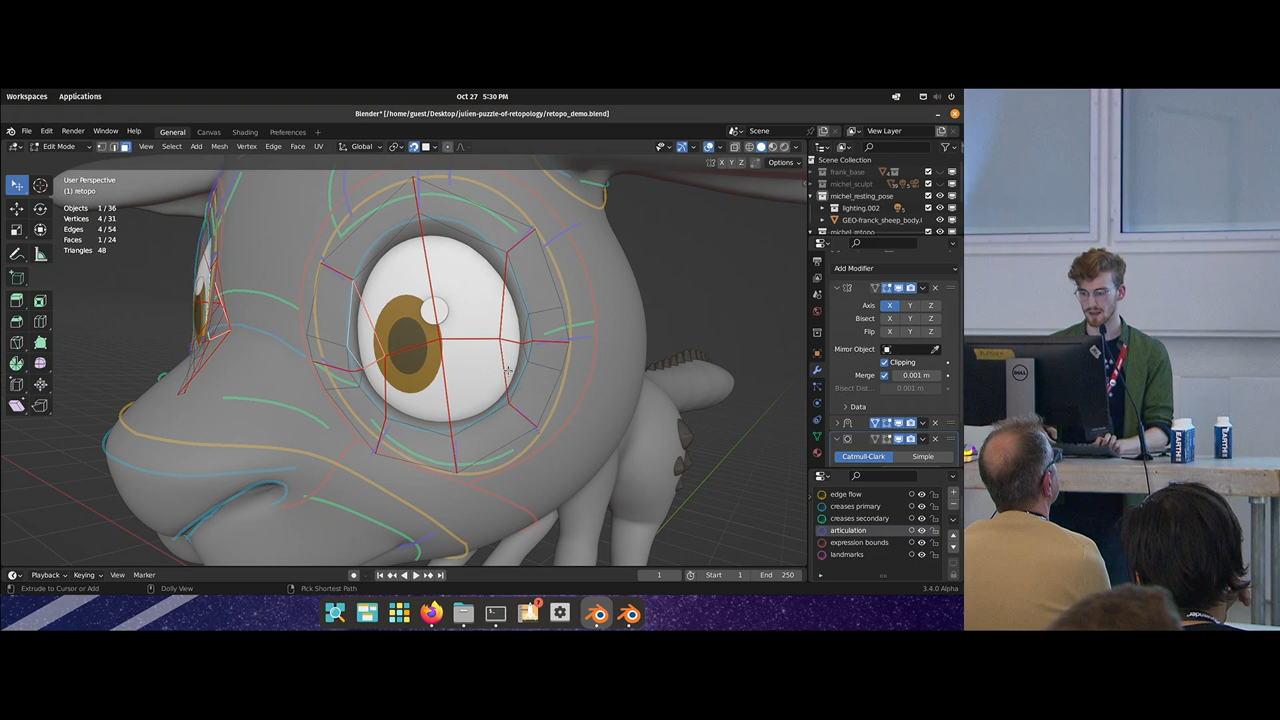 Workspaces Applications Oct 27 5:30 PM
Blender* [/home/guest/Desktop/julien-puzzle-of-retopology/retopo_demo.blend]
File Edit Render Window Help General Canvas Shading Preferences + Scene View Layer
Edit Mode View Select Add Mesh Vertex Edge Face UV Global
X Y Z Options
User Perspective
(1) retopo
Objects 1/36
Vertices 4/31
Edges 4/54
Faces 1/24
Triangles 48
Scene Collection
frank_base
michel_sculpt
michel_resting_pose
lighting.002
GEO-franck_sheep_body.l
michel_retopo
Add Modifier
Axis X Y Z
Bisect X Y Z
Flip X Y Z
Mirror Object
Clipping
Merge 0.001 m
Bisect Dist... 0.001 m
Data
Catmull-Clark Simple
edge flow
creases primary
creases secondary
articulation
expression bounds
landmarks
Playback Keying View Marker 1 Start 1 End 250
Extrude to Cursor or Add Dolly View Pick Shortest Path 3.4.0 Alpha
DELL
EARTH